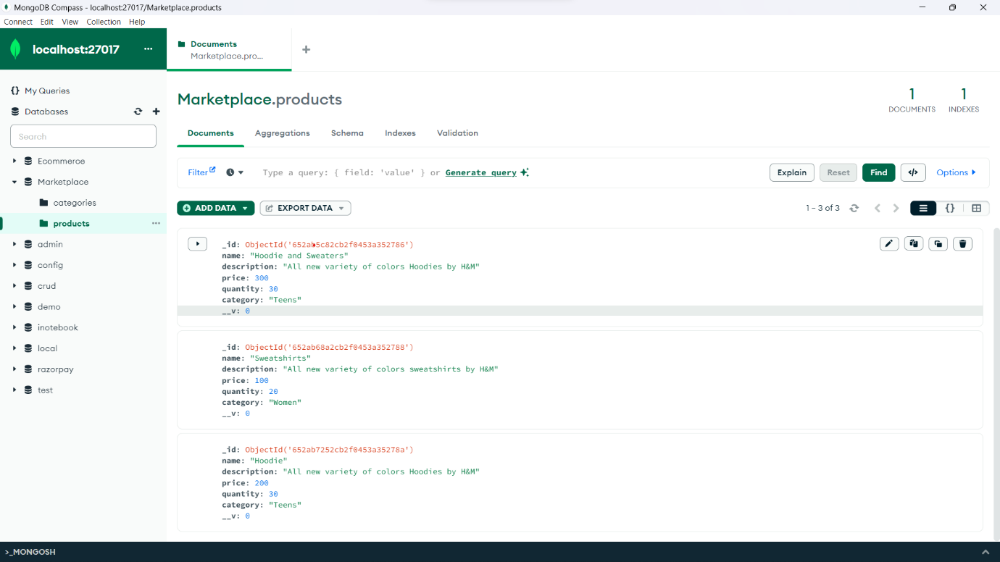 MongoDB Compass - localhost:27017/Marketplace.products
Connect Edit View Collection Help
localhost:27017
Documents
Marketplace.pro...
My Queries
Databases
Search
Ecommerce
Marketplace
categories
products
admin
config
crud
demo
inotebook
local
razorpay
test
Marketplace.products
1
DOCUMENTS
1
INDEXES
Documents Aggregations Schema Indexes Validation
Filter Type a query: { field: 'value' } or Generate query Explain Reset Find </> Options
ADD DATA EXPORT DATA 1 – 3 of 3 {}
_id: ObjectId('652ab5c82cb2f0453a352786')
name: "Hoodie and Sweaters"
description: "All new variety of colors Hoodies by H&M"
price: 300
quantity: 30
category: "Teens"
__v: 0
_id: ObjectId('652ab68a2cb2f0453a352788')
name: "Sweatshirts"
description: "All new variety of colors sweatshirts by H&M"
price: 100
quantity: 20
category: "Women"
__v: 0
_id: ObjectId('652ab7252cb2f0453a35278a')
name: "Hoodie"
description: "All new variety of colors Hoodies by H&M"
price: 200
quantity: 30
category: "Teens"
__v: 0
>_MONGOSH